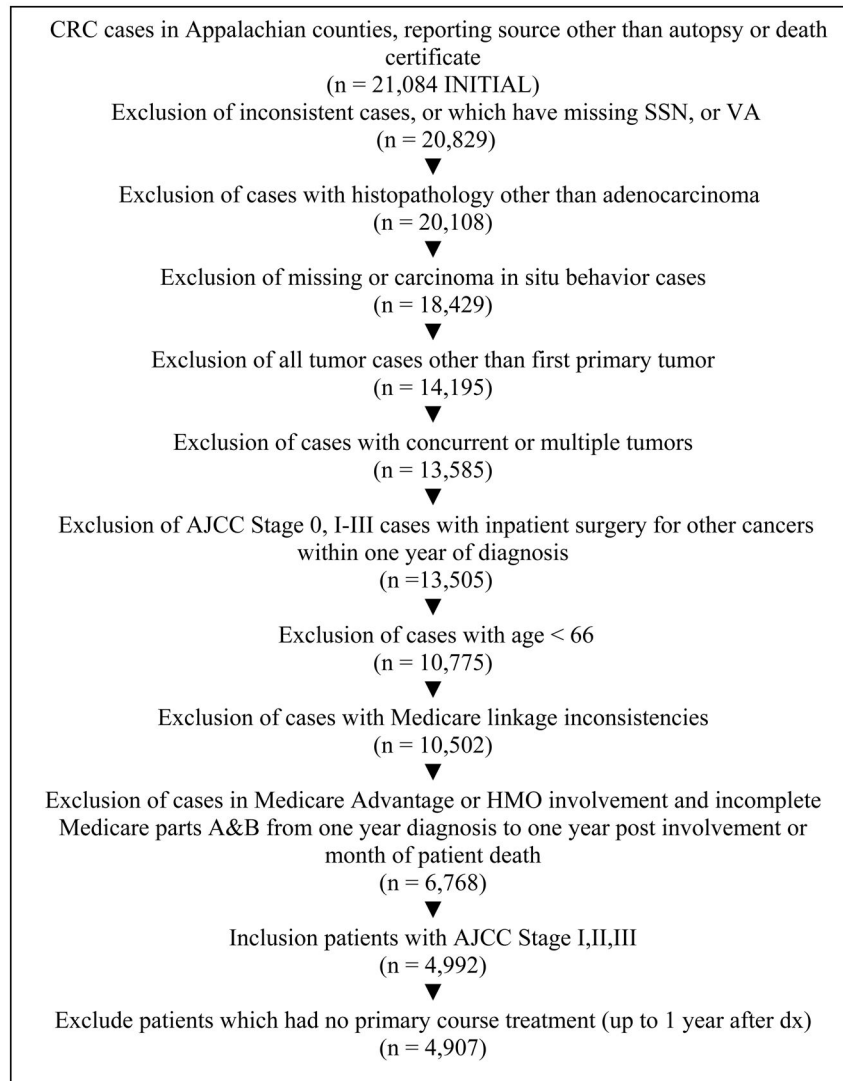 CRC cases in Appalachian counties, reporting source other than autopsy or death
certificate
(n = 21,084 INITIAL)
Exclusion of inconsistent cases, or which have missing SSN, or VA
(n = 20,829)
▼
Exclusion of cases with histopathology other than adenocarcinoma
(n = 20,108)
▼
Exclusion of missing or carcinoma in situ behavior cases
(n = 18,429)
▼
Exclusion of all tumor cases other than first primary tumor
(n = 14,195)
▼
Exclusion of cases with concurrent or multiple tumors
(n = 13,585)
▼
Exclusion of AJCC Stage 0, I-III cases with inpatient surgery for other cancers
within one year of diagnosis
(n =13,505)
▼
Exclusion of cases with age < 66
(n = 10,775)
▼
Exclusion of cases with Medicare linkage inconsistencies
(n = 10,502)
▼
Exclusion of cases in Medicare Advantage or HMO involvement and incomplete
Medicare parts A&B from one year diagnosis to one year post involvement or
month of patient death
(n = 6,768)
▼
Inclusion patients with AJCC Stage I,II,III
(n = 4,992)
▼
Exclude patients which had no primary course treatment (up to 1 year after dx)
(n = 4,907)